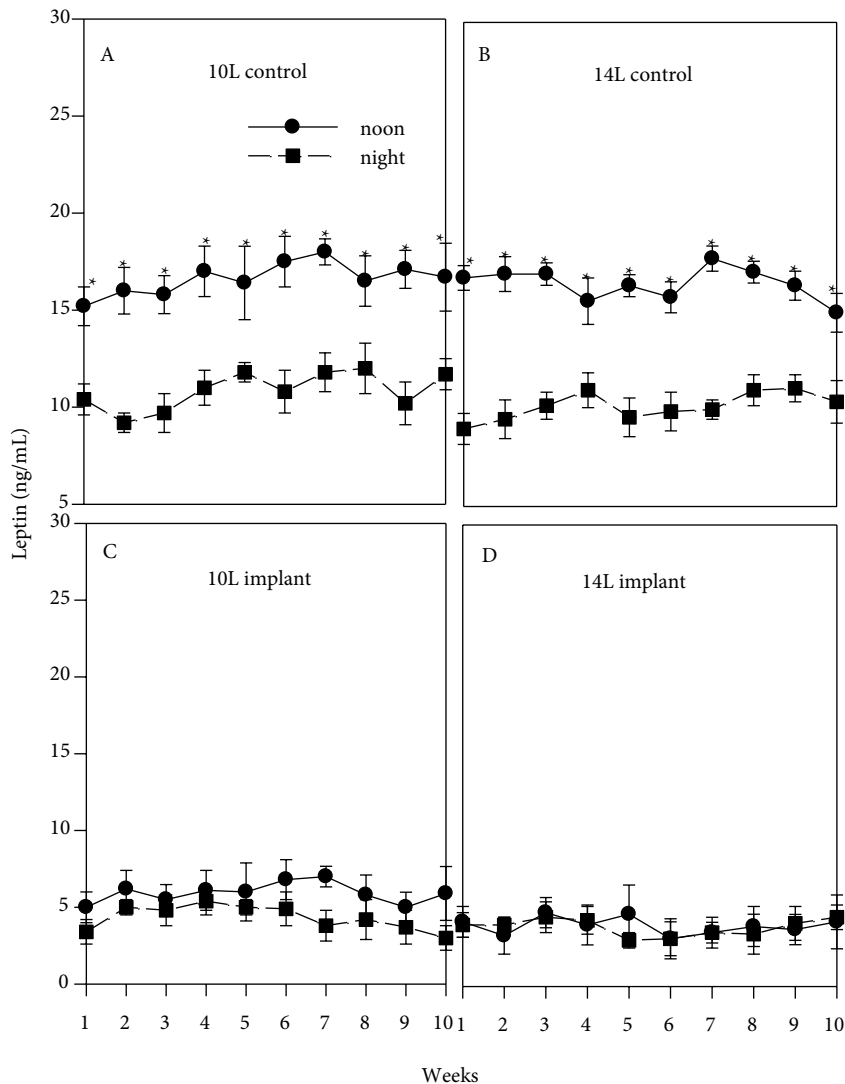 30
A
B
10L control
14L control
25
noon
night
20
* * * * * * * * * *
* * * * * * * * * *
15
10
5
Leptin (ng/mL)
30
C
D
10L implant
14L implant
25
20
15
10
5
0
1 2 3 4 5 6 7 8 9 10
1 2 3 4 5 6 7 8 9 10
Weeks